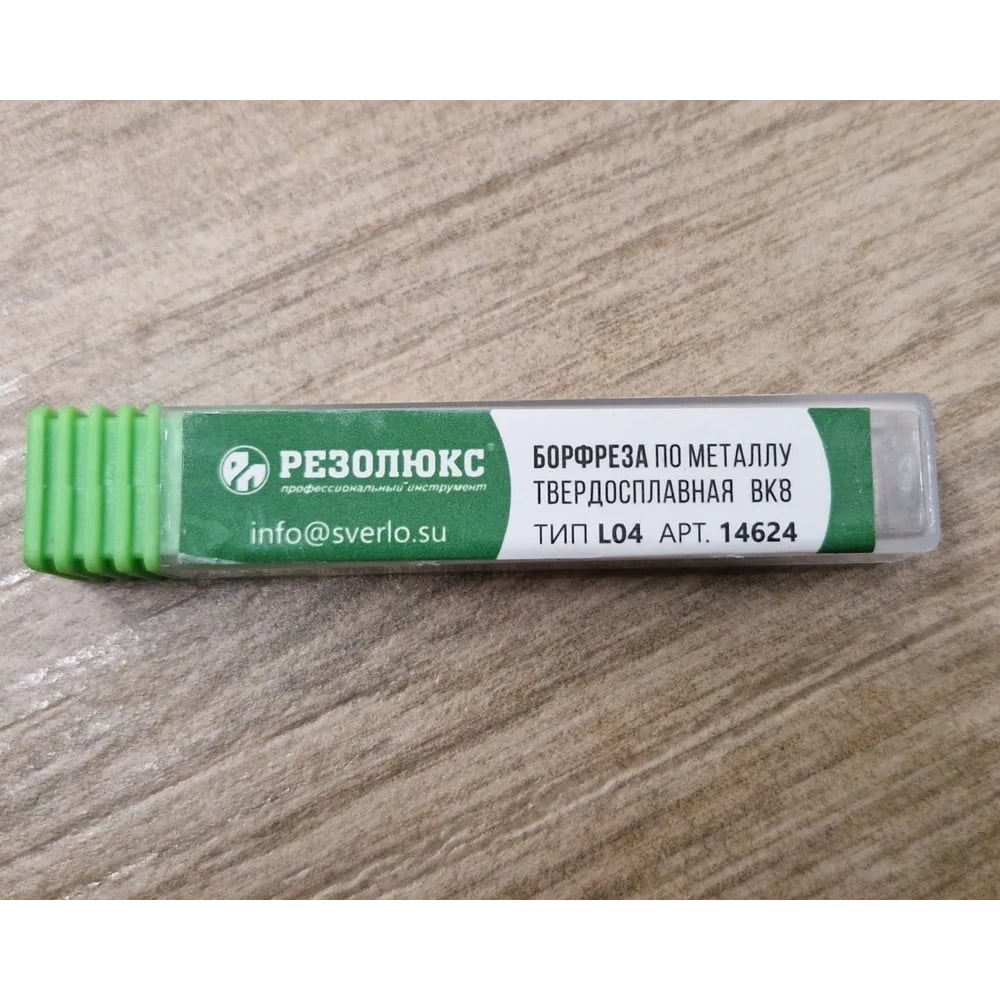 РЕЗОЛЮКС®
профессиональный инструмент
info@sverlo.su
БОРФРЕЗА ПО МЕТАЛЛУ
ТВЕРДОСПЛАВНАЯ ВК8
ТИП L04 АРТ. 14624